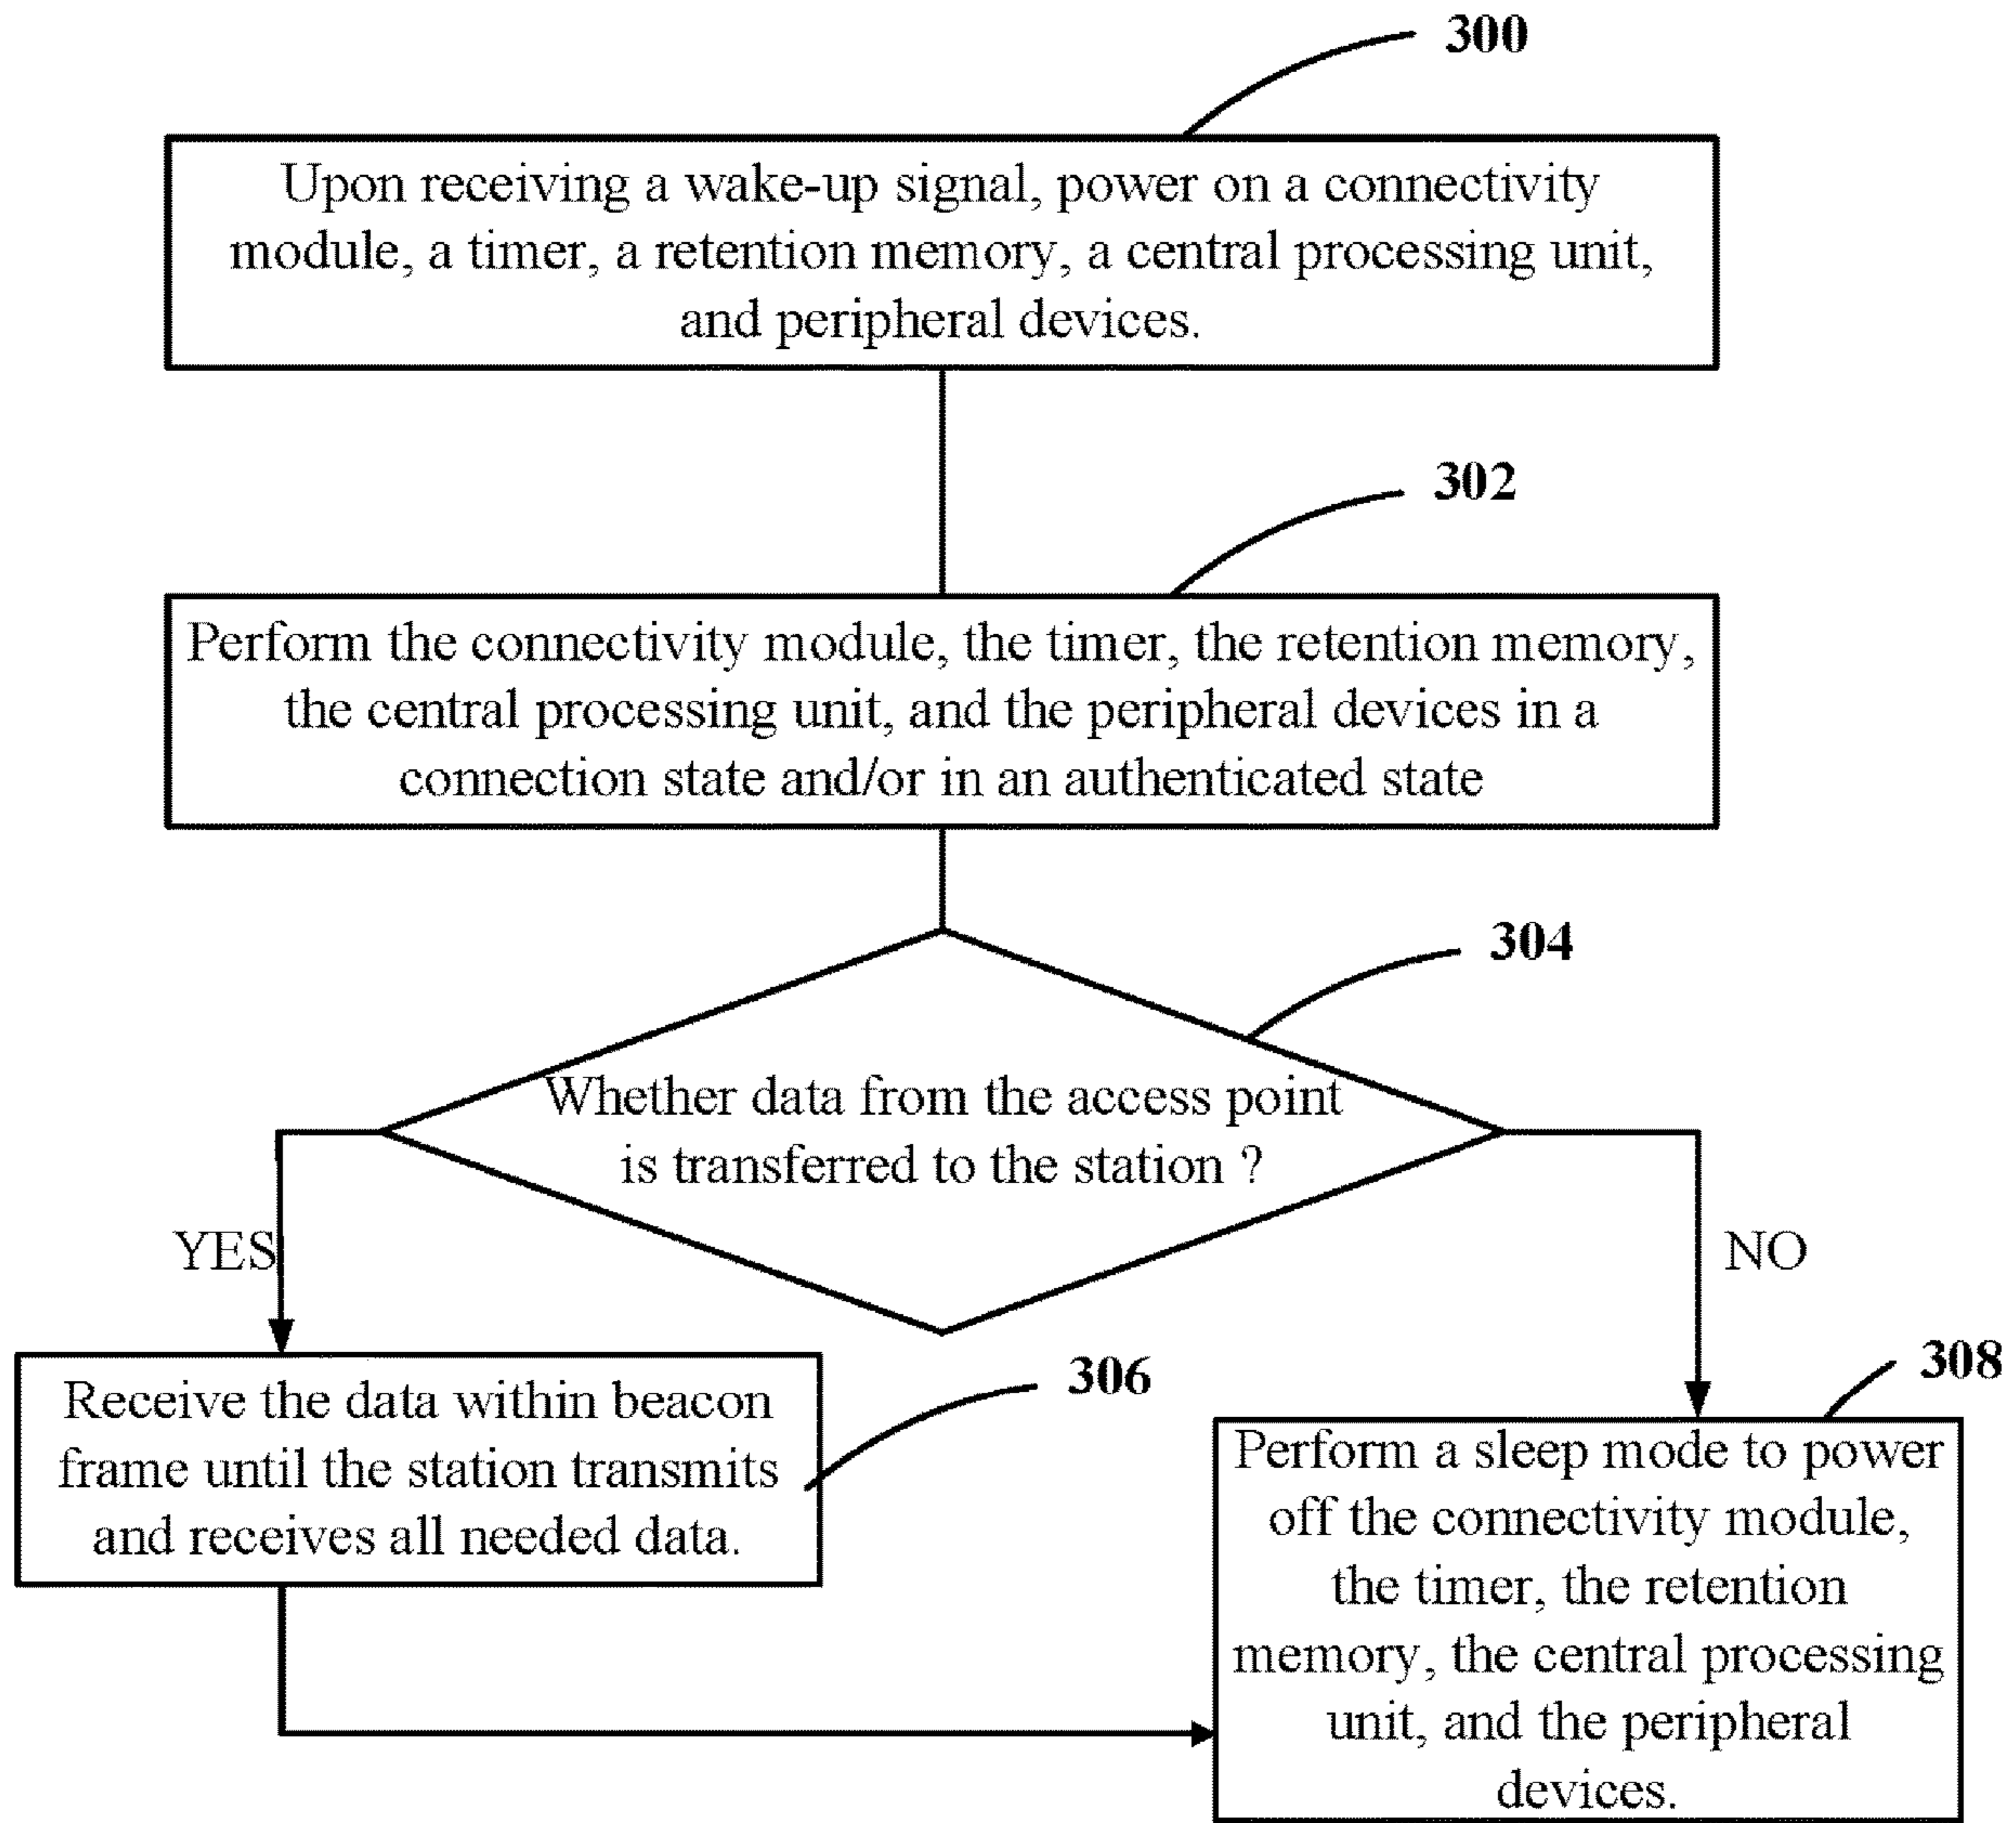 300
Upon receiving a wake-up signal, power on a connectivity
module, a timer, a retention memory, a central processing unit,
and peripheral devices.
302
Perform the connectivity module, the timer, the retention memory,
the central processing unit, and the peripheral devices in a
connection state and/or in an authenticated state
304
Whether data from the access point
is transferred to the station ?
YES
NO
306
Receive the data within beacon
frame until the station transmits
and receives all needed data.
308
Perform a sleep mode to power
off the connectivity module,
the timer, the retention
memory, the central processing
unit, and the peripheral
devices.